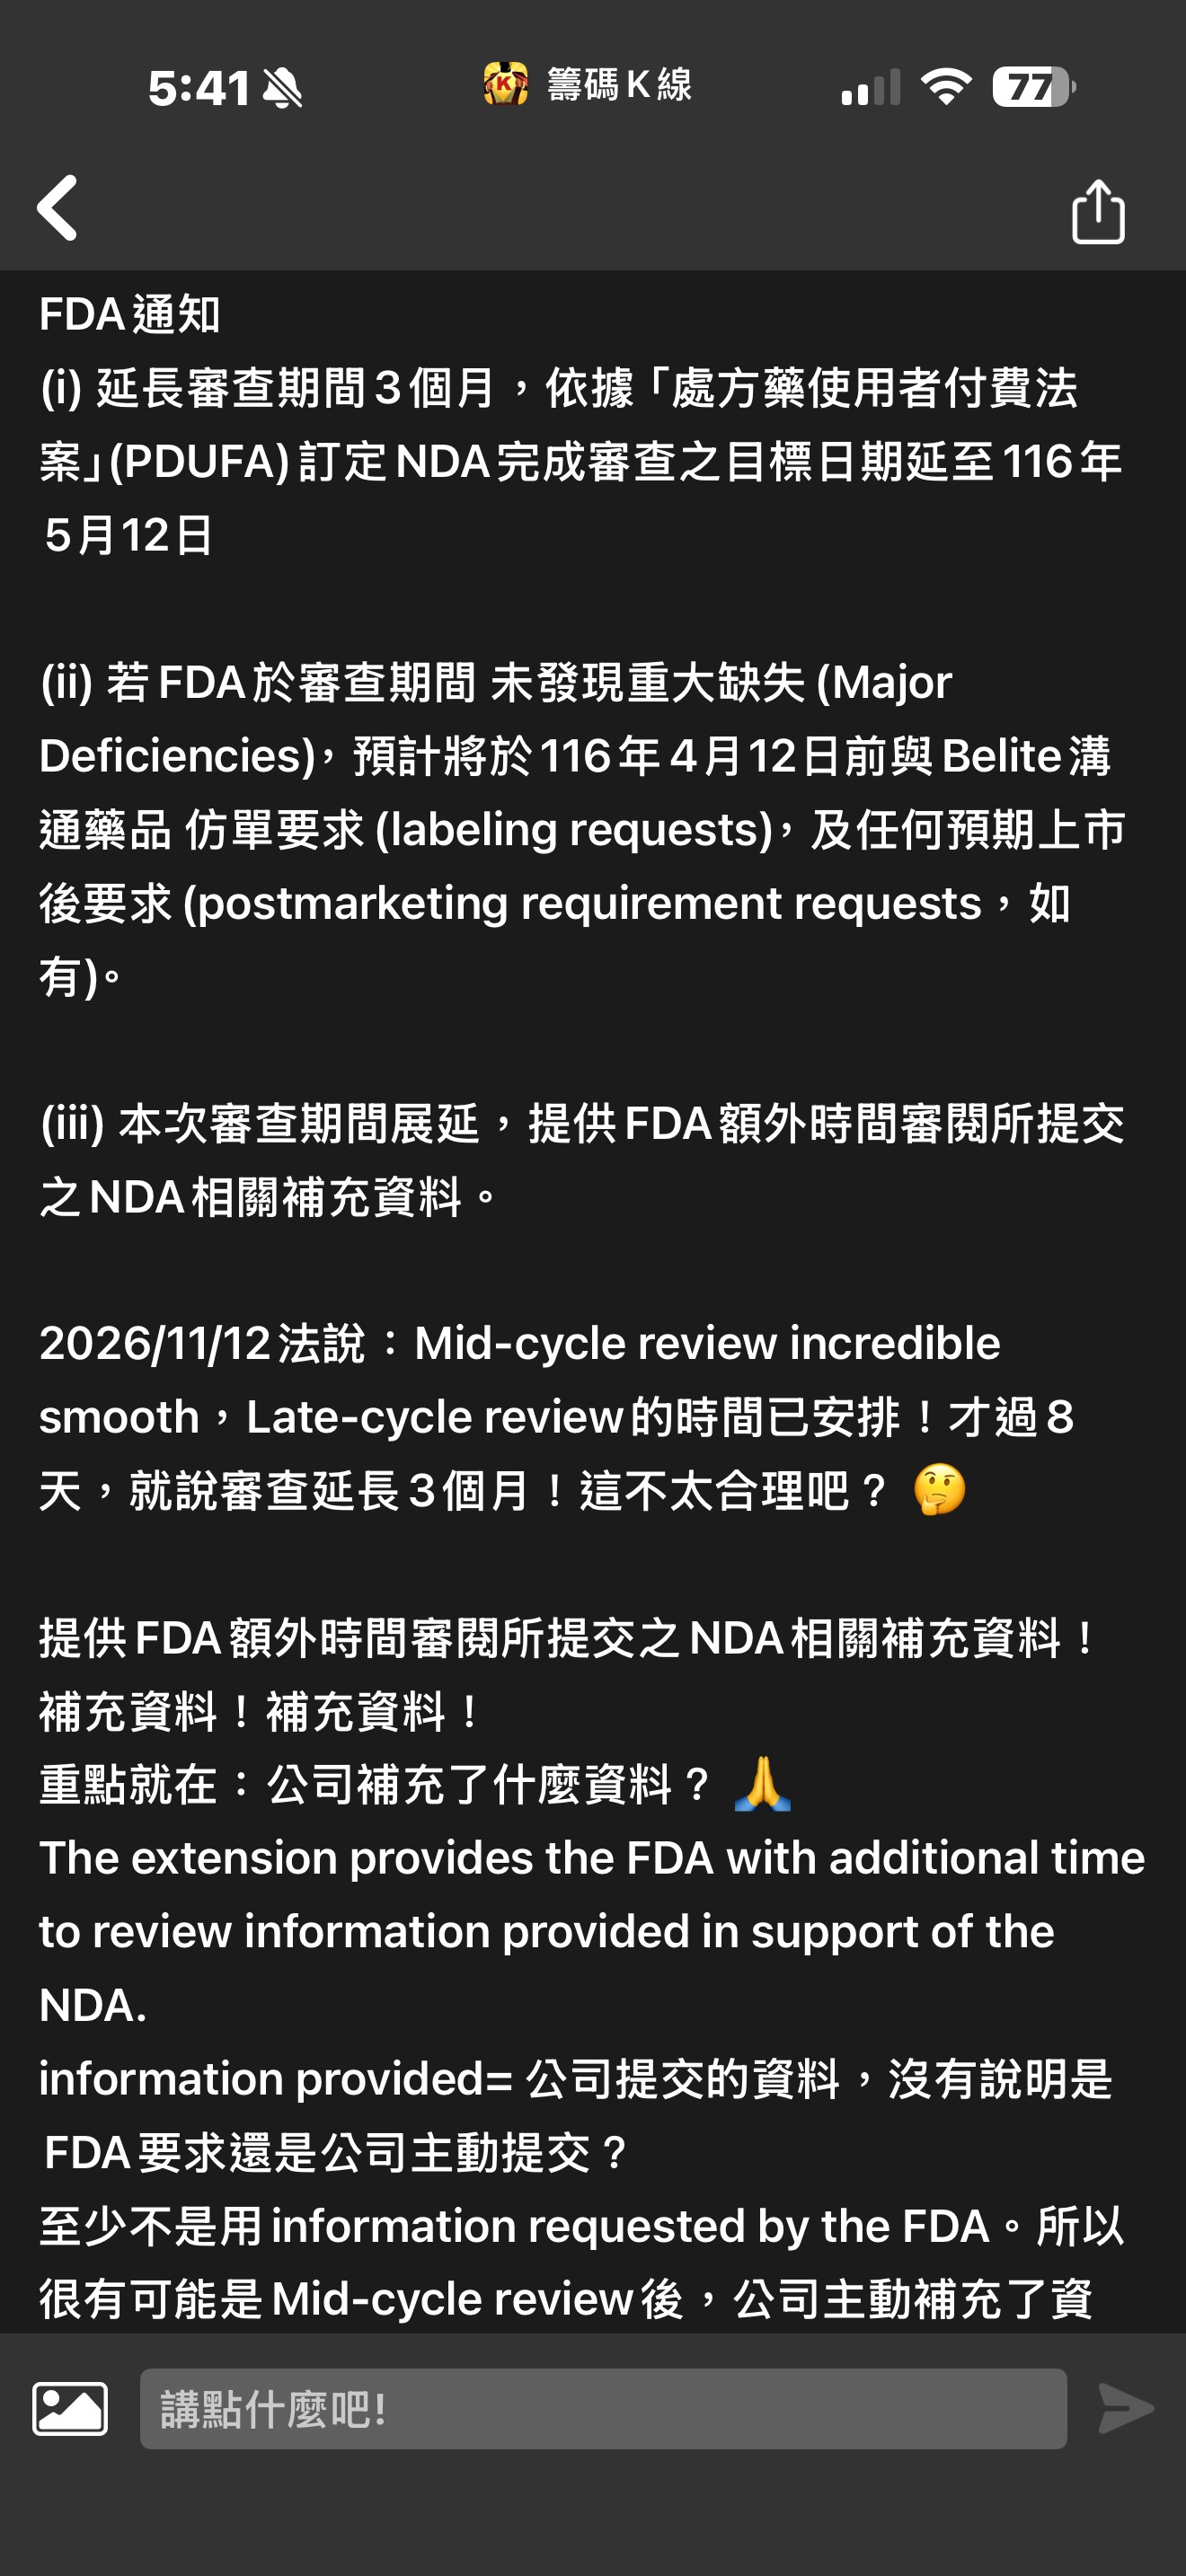 5:41
籌碼K線
77
FDA通知
(i) 延長審查期間3個月，依據「處方藥使用者付費法
案」(PDUFA)訂定NDA完成審查之目標日期延至116年
5月12日
(ii) 若FDA於審查期間 未發現重大缺失(Major
Deficiencies)，預計將於116年4月12日前與Belite溝
通藥品 仿單要求(labeling requests)，及任何預期上市
後要求(postmarketing requirement requests，如
有)。
(iii) 本次審查期間展延，提供FDA額外時間審閱所提交
之NDA相關補充資料。
2026/11/12法說：Mid-cycle review incredible
smooth，Late-cycle review的時間已安排！才過8
天，就說審查延長3個月！這不太合理吧？🤔
提供FDA額外時間審閱所提交之NDA相關補充資料！
補充資料！補充資料！
重點就在：公司補充了什麼資料？🙏
The extension provides the FDA with additional time
to review information provided in support of the
NDA.
information provided= 公司提交的資料，沒有說明是
FDA要求還是公司主動提交？
至少不是用information requested by the FDA。所以
很有可能是Mid-cycle review後，公司主動補充了資
講點什麼吧!